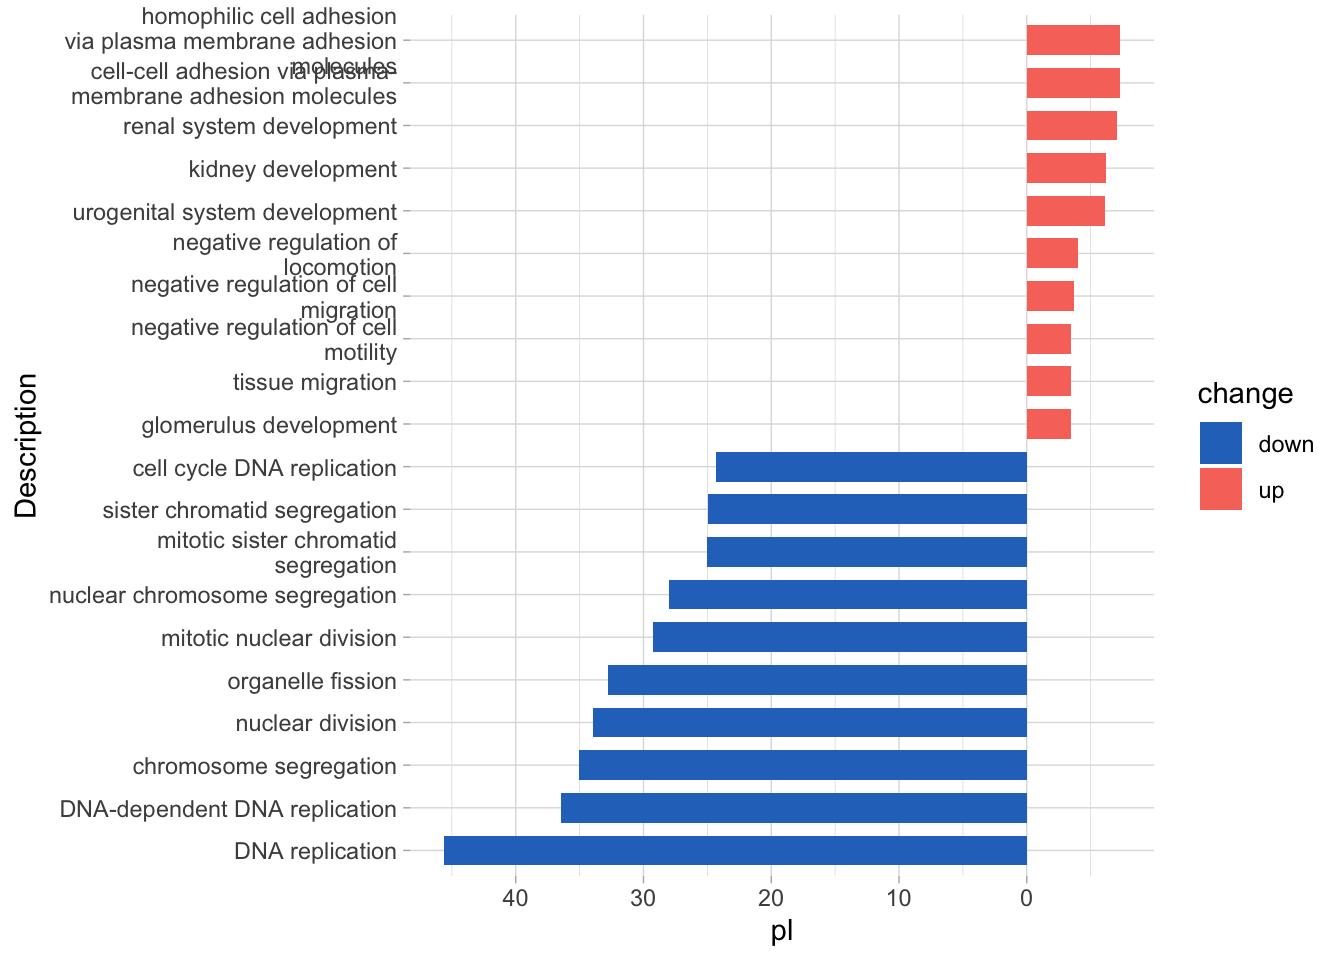 homophilic cell adhesion
via plasma membrane adhesion
molecules
cell-cell adhesion via plasma-
membrane adhesion molecules
renal system development
kidney development
urogenital system development
negative regulation of
locomotion
negative regulation of cell
migration
negative regulation of cell
motility
tissue migration
glomerulus development
cell cycle DNA replication
sister chromatid segregation
mitotic sister chromatid
segregation
nuclear chromosome segregation
mitotic nuclear division
organelle fission
nuclear division
chromosome segregation
DNA-dependent DNA replication
DNA replication
Description
40 30 20 10 0
pl
change
down
up